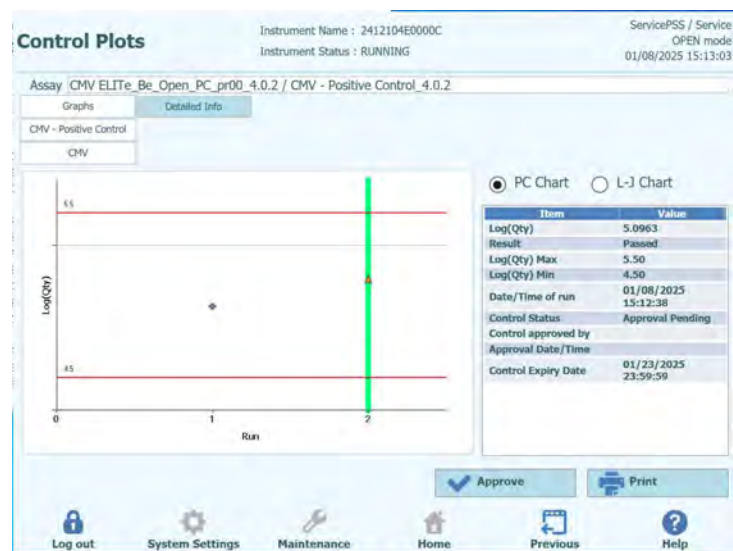 Control Plots
Instrument Name : 2412104E0000C
Instrument Status : RUNNING
ServicePSS / Service
OPEN mode
01/08/2025 15:13:03
Assay CMV ELITe_Be_Open_PC_pr00_4.0.2 / CMV - Positive Control_4.0.2
Graphs Detailed Info
CMV - Positive Control
CMV
PC Chart L-J Chart
5.5
Log(Qty)
4.5
0 1 2
Run
Item Value
Log(Qty) 5.0963
Result Passed
Log(Qty) Max 5.50
Log(Qty) Min 4.50
Date/Time of run 01/08/2025 15:12:38
Control Status Approval Pending
Control approved by
Approval Date/Time
Control Expiry Date 01/23/2025 23:59:59
Approve Print
Log out System Settings Maintenance Home Previous Help